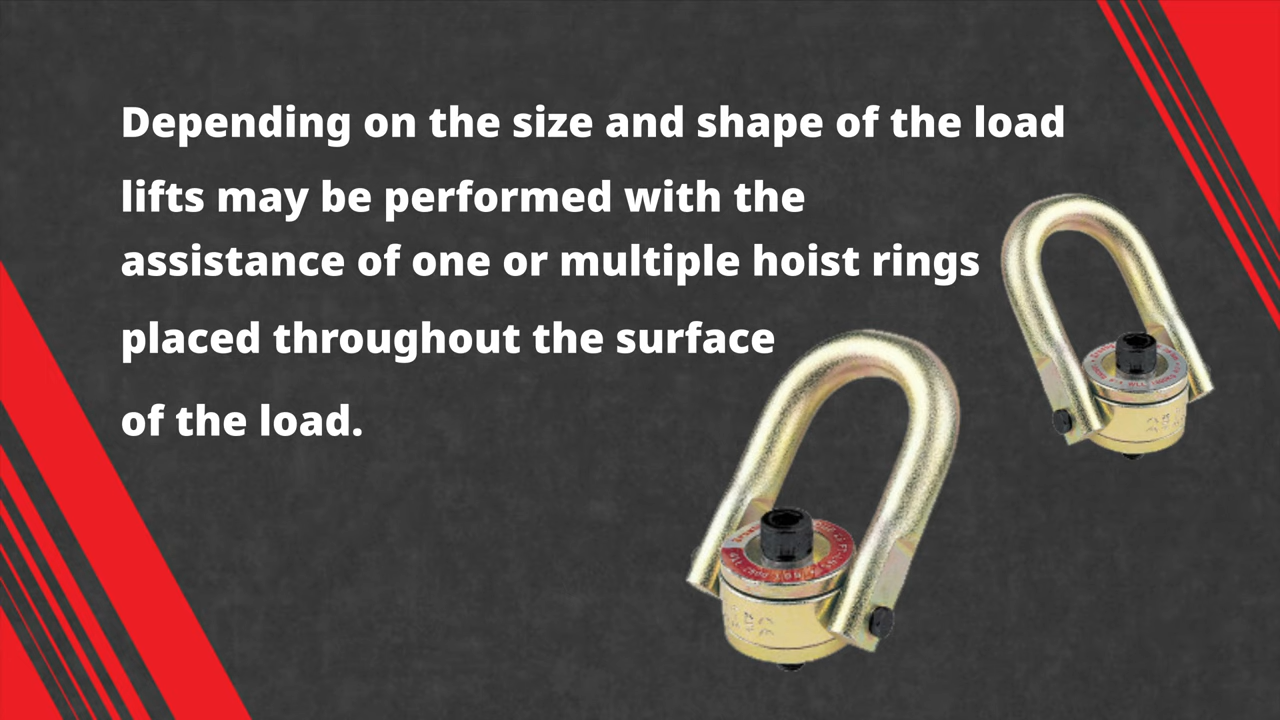 Depending on the size and shape of the load
lifts may be performed with the
assistance of one or multiple hoist rings
placed throughout the surface
of the load.